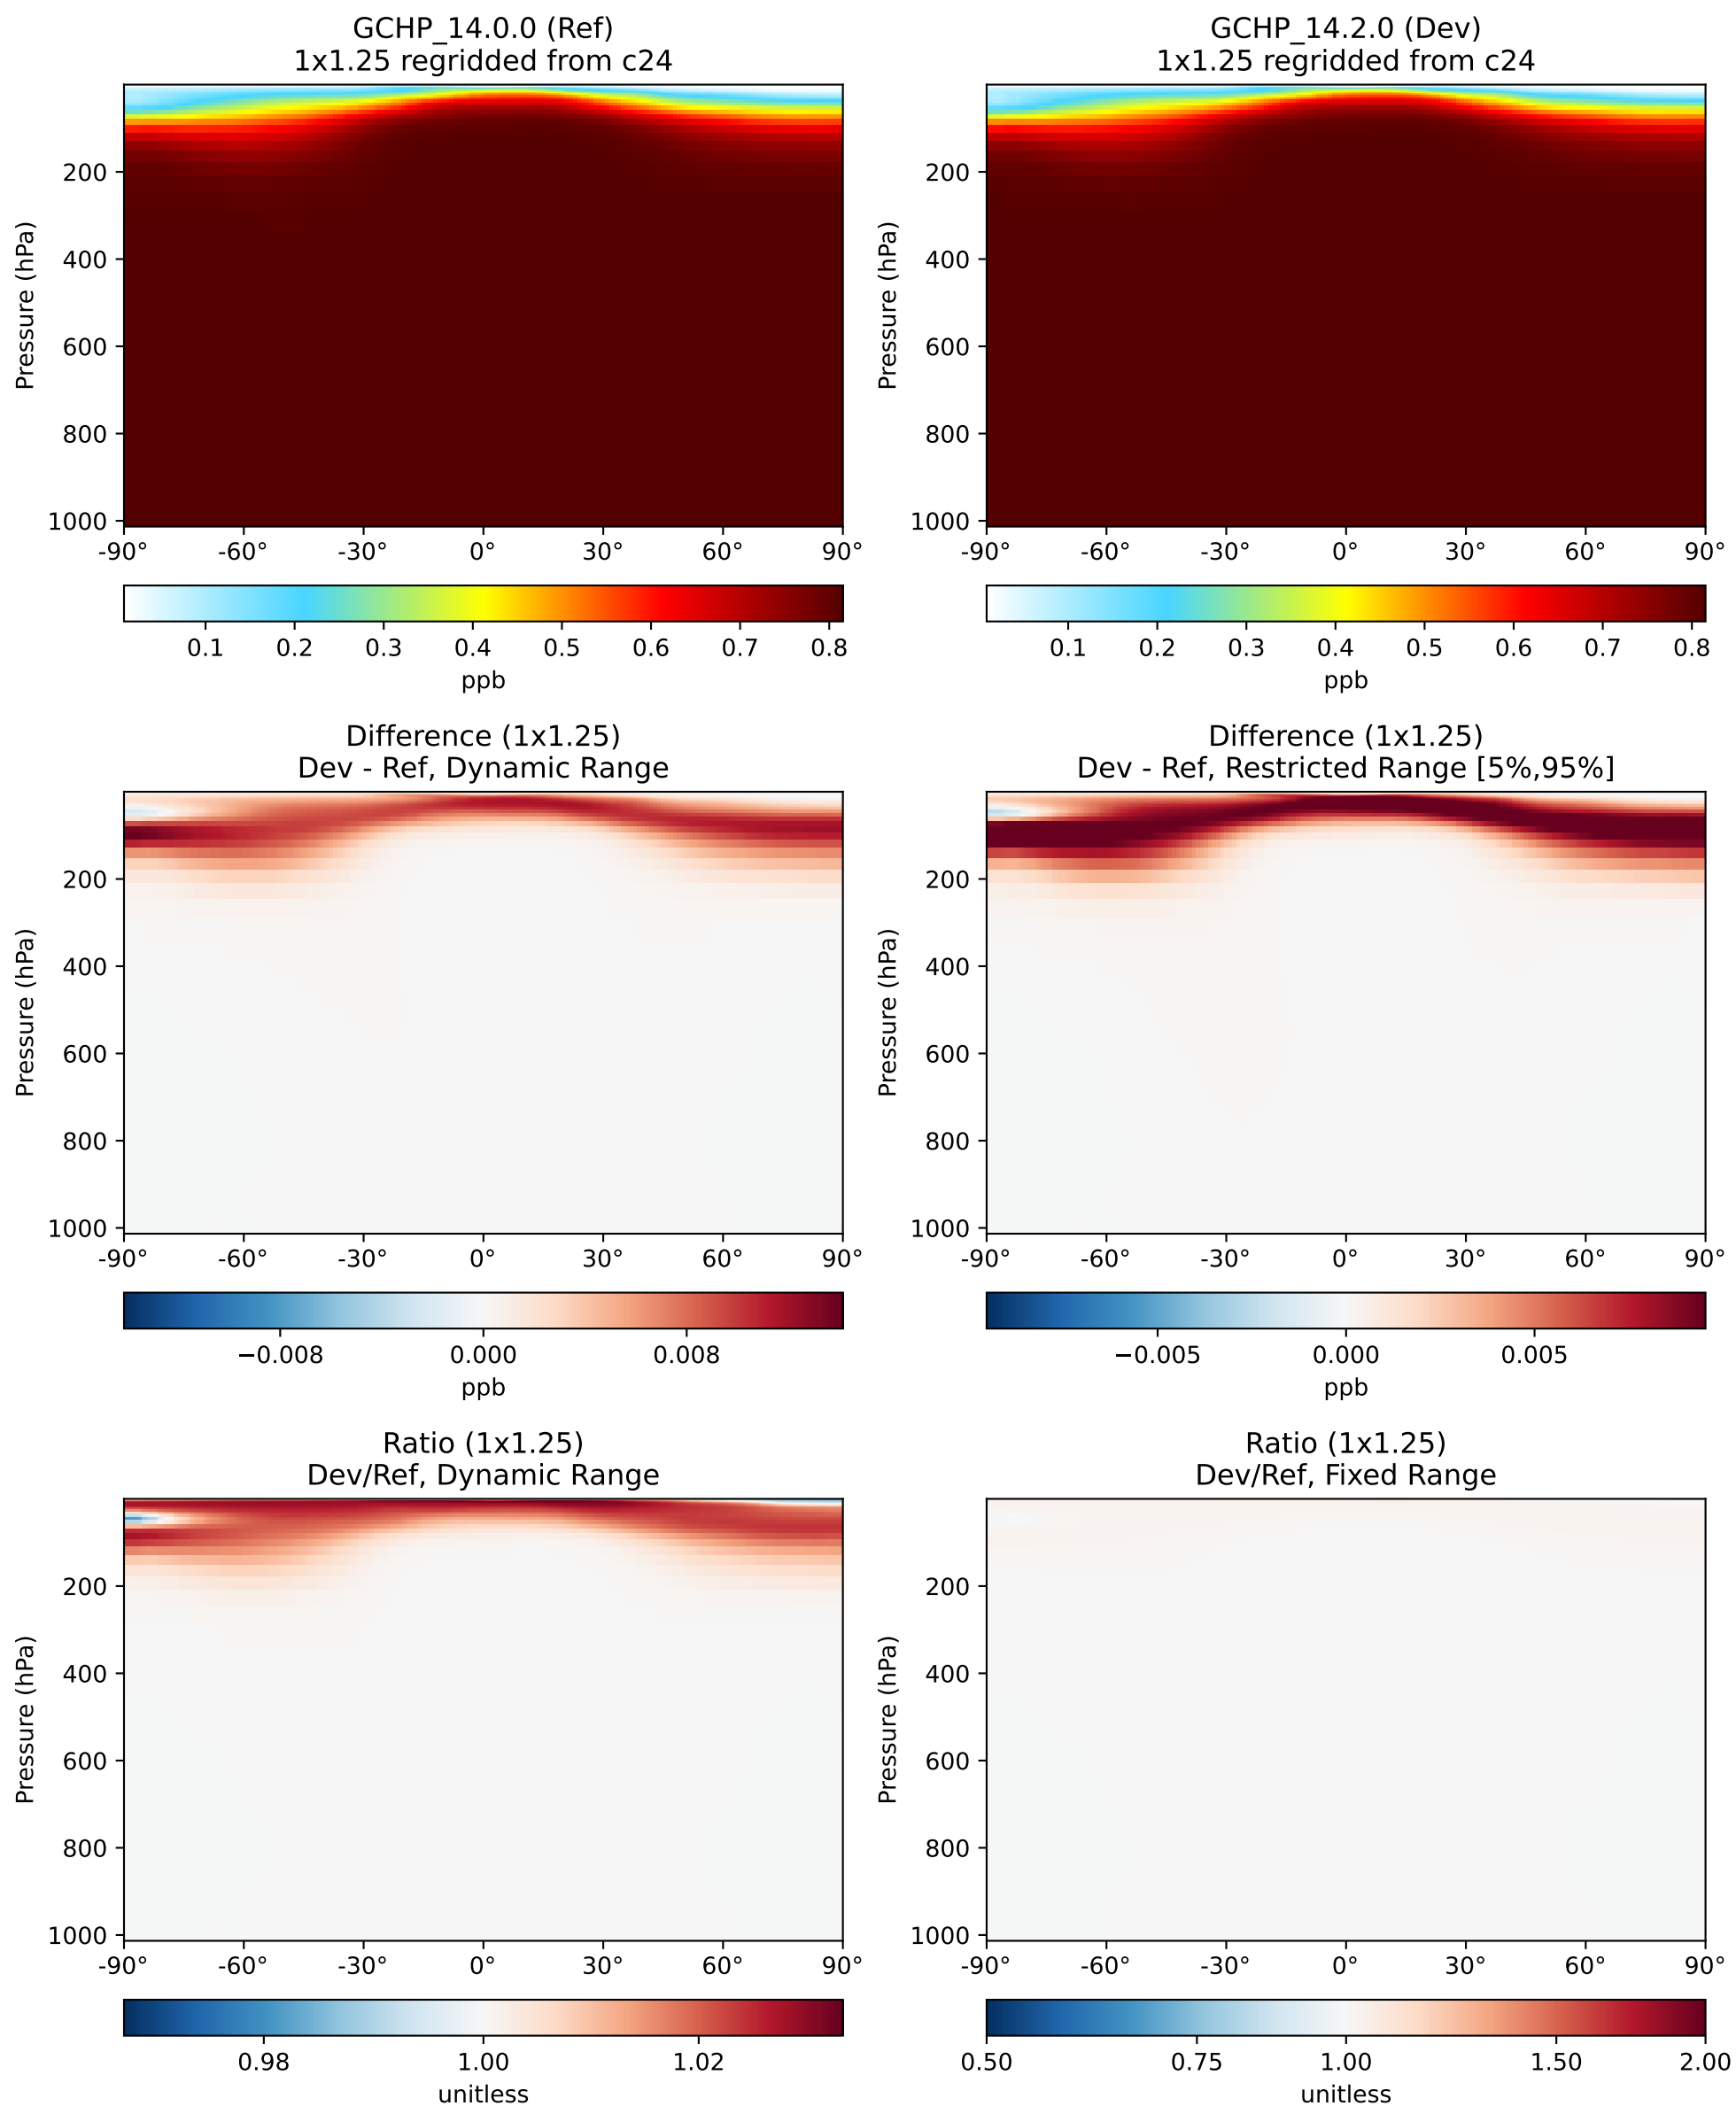 GCHP_14.0.0 (Ref)
1x1.25 regridded from c24
Pressure (hPa)
200
400
600
800
1000
-90° -60° -30° 0° 30° 60° 90°
0.1 0.2 0.3 0.4 0.5 0.6 0.7 0.8
ppb
GCHP_14.2.0 (Dev)
1x1.25 regridded from c24
Pressure (hPa)
200
400
600
800
1000
-90° -60° -30° 0° 30° 60° 90°
0.1 0.2 0.3 0.4 0.5 0.6 0.7 0.8
ppb
Difference (1x1.25)
Dev - Ref, Dynamic Range
Pressure (hPa)
200
400
600
800
1000
-90° -60° -30° 0° 30° 60° 90°
−0.008 0.000 0.008
ppb
Difference (1x1.25)
Dev - Ref, Restricted Range [5%,95%]
Pressure (hPa)
200
400
600
800
1000
-90° -60° -30° 0° 30° 60° 90°
−0.005 0.000 0.005
ppb
Ratio (1x1.25)
Dev/Ref, Dynamic Range
Pressure (hPa)
200
400
600
800
1000
-90° -60° -30° 0° 30° 60° 90°
0.98 1.00 1.02
unitless
Ratio (1x1.25)
Dev/Ref, Fixed Range
Pressure (hPa)
200
400
600
800
1000
-90° -60° -30° 0° 30° 60° 90°
0.50 0.75 1.00 1.50 2.00
unitless